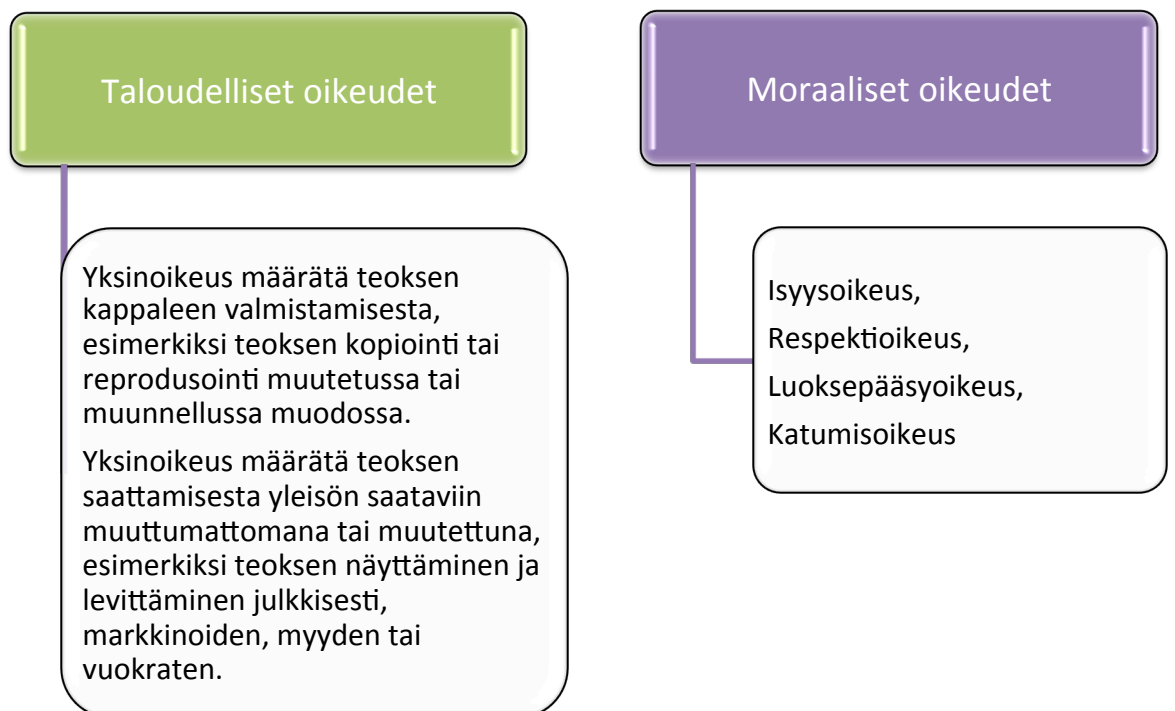 Taloudelliset oikeudet
Yksinoikeus määrätä teoksen
kappaleen valmistamisesta,
esimerkiksi teoksen kopiointi tai
reprodusointi muutetussa tai
muunnellussa muodossa.
Yksinoikeus määrätä teoksen
saattamisesta yleisön saataviin
muuttumattomana tai muutettuna,
esimerkiksi teoksen näyttäminen ja
levittäminen julkkisesti,
markkinoiden, myyden tai
vuokraten.
Moraaliset oikeudet
Isyysoikeus,
Respektioikeus,
Luoksepääsyoikeus,
Katumisoikeus